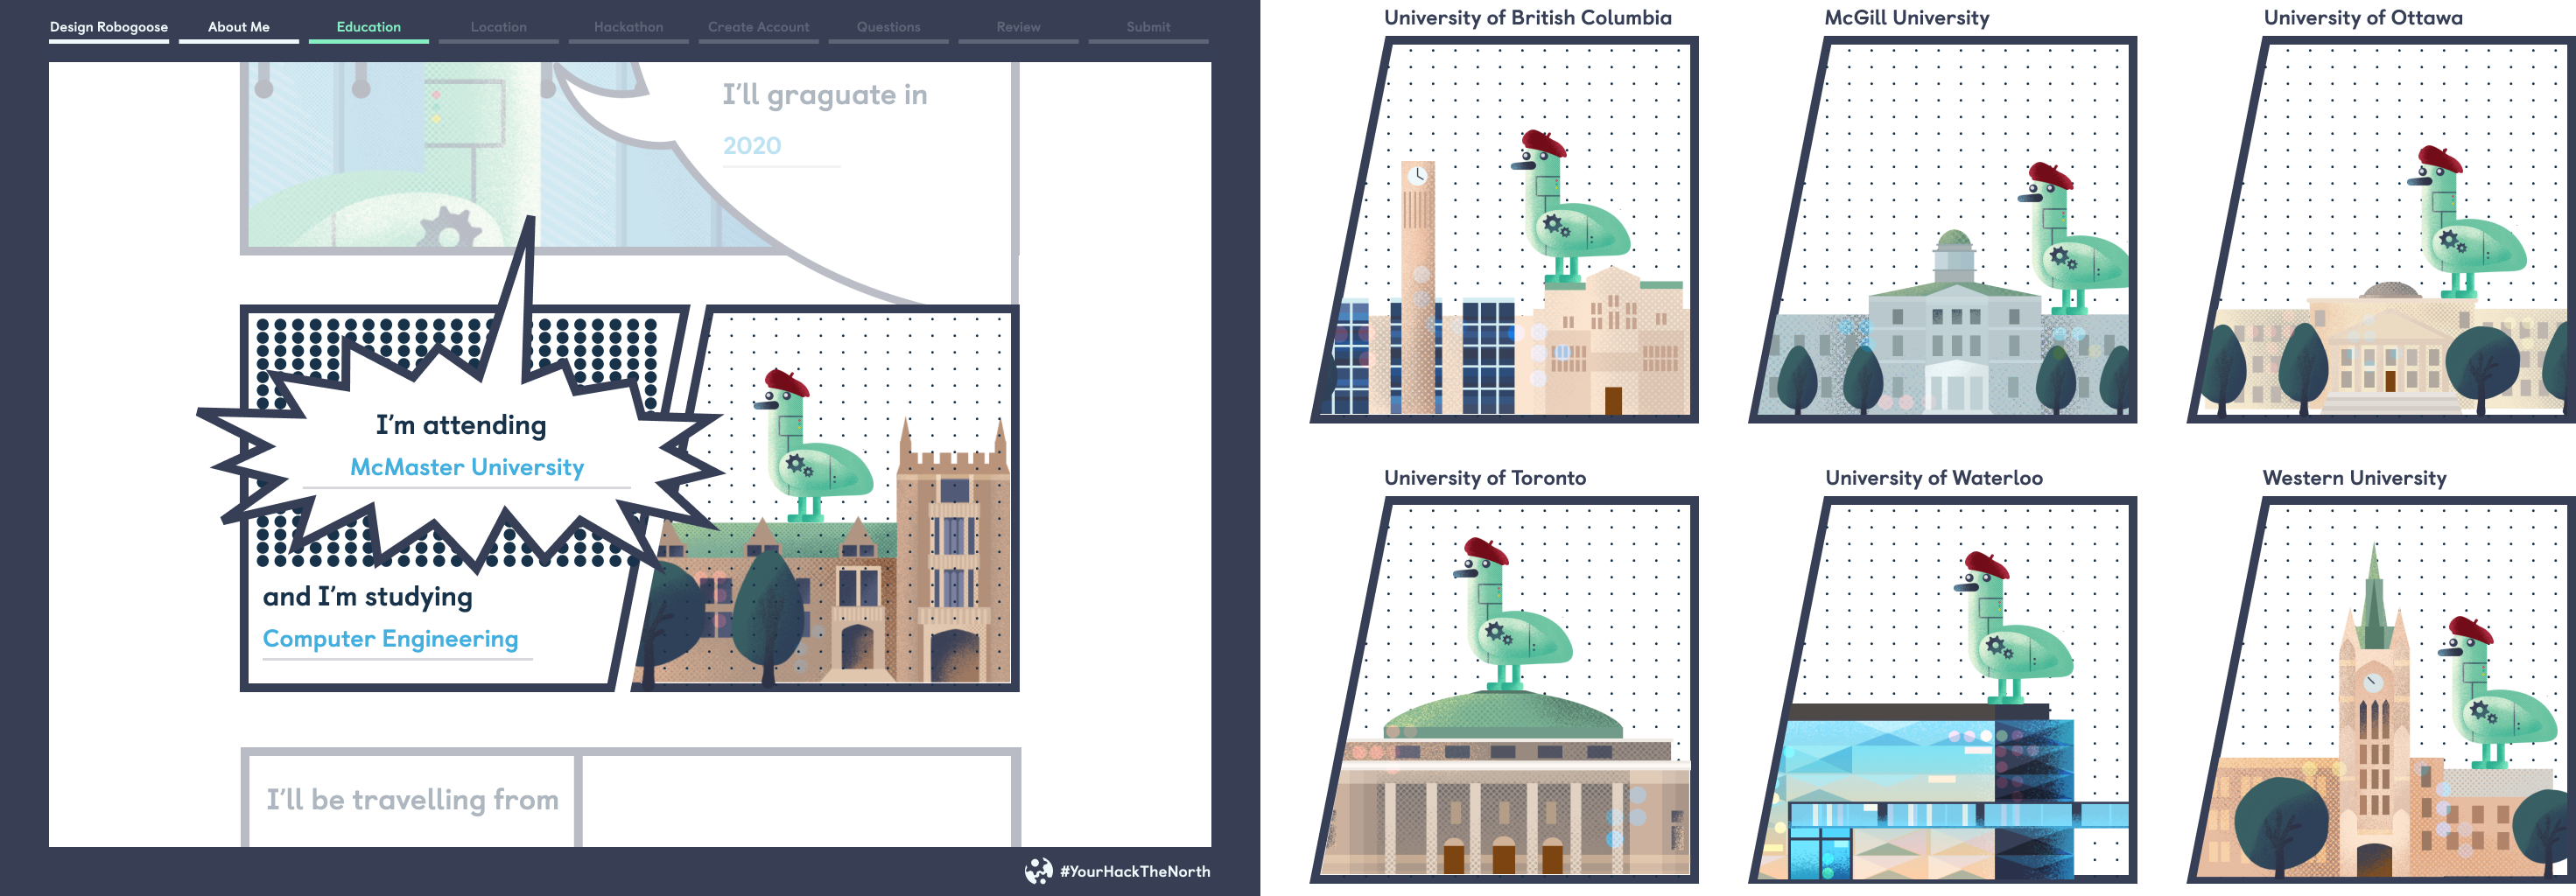 Design Robogoose
About Me
Education
Location
Hackathon
Create Account
Questions
Review
Submit
I'll graguate in
2020
I'm attending
McMaster University
and I'm studying
Computer Engineering
I'll be travelling from
#YourHackTheNorth
University of British Columbia
McGill University
University of Ottawa
University of Toronto
University of Waterloo
Western University